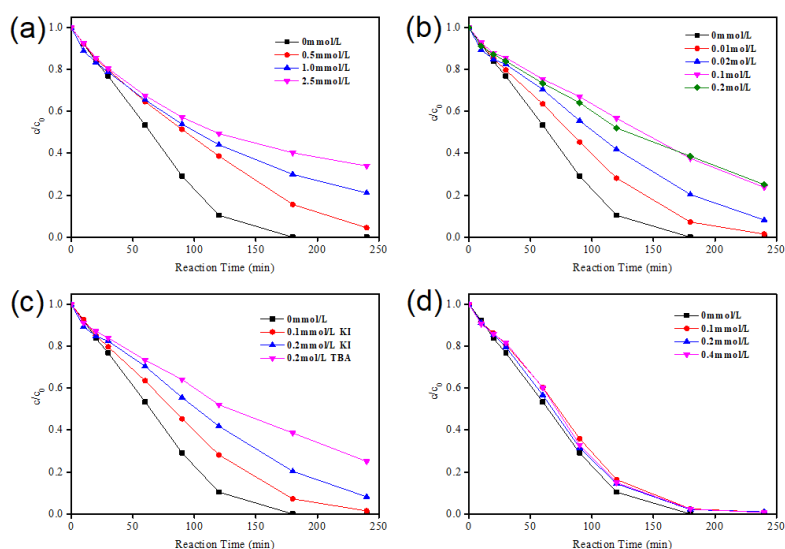 (a)
0mmol/L
0.5mmol/L
1.0mmol/L
2.5mmol/L
1.0
0.8
0.6
0.4
0.2
0.0
c/c0
0 50 100 150 200 250
Reaction Time (min)
(b)
0mmol/L
0.01mol/L
0.02mol/L
0.1mol/L
0.2mol/L
1.0
0.8
0.6
0.4
0.2
0.0
c/c0
0 50 100 150 200 250
Reaction Time (min)
(c)
0mmol/L
0.1mmol/L KI
0.2mmol/L KI
0.2mol/L TBA
1.0
0.8
0.6
0.4
0.2
0.0
c/c0
0 50 100 150 200 250
Reaction Time (min)
(d)
0mmol/L
0.1mmol/L
0.2mmol/L
0.4mmol/L
1.0
0.8
0.6
0.4
0.2
0.0
c/c0
0 50 100 150 200 250
Reaction Time (min)